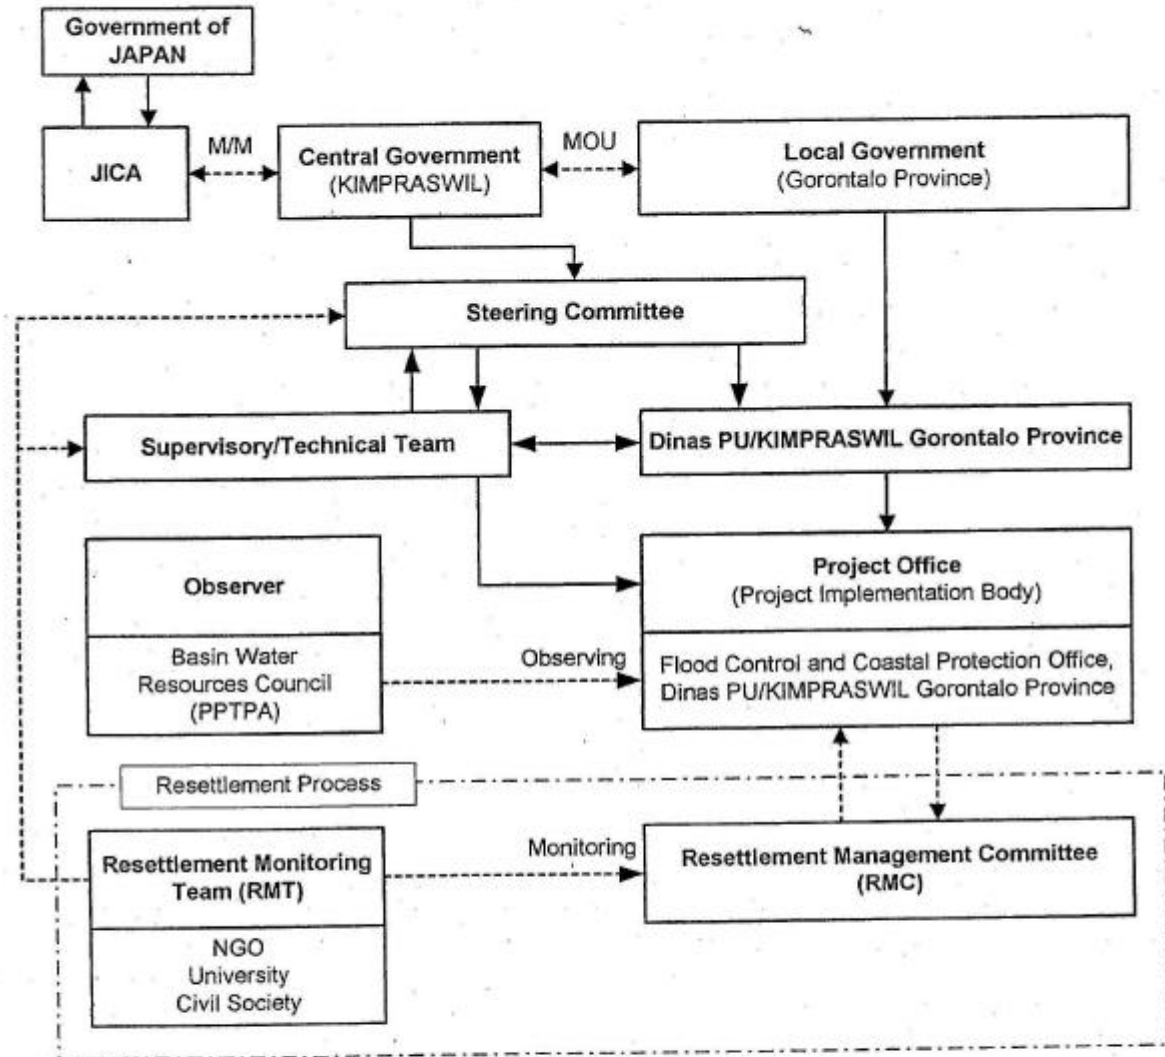 Government of
JAPAN
JICA
M/M
Central Government
(KIMPRASWIL)
MOU
Local Government
(Gorontalo Province)
Steering Committee
Supervisory/Technical Team
Dinas PU/KIMPRASWIL Gorontalo Province
Observer
Basin Water
Resources Council
(PPTPA)
Observing
Project Office
(Project Implementation Body)
Flood Control and Coastal Protection Office,
Dinas PU/KIMPRASWIL Gorontalo Province
Resettlement Process
Resettlement Monitoring
Team (RMT)
NGO
University
Civil Society
Monitoring
Resettlement Management Committee
(RMC)